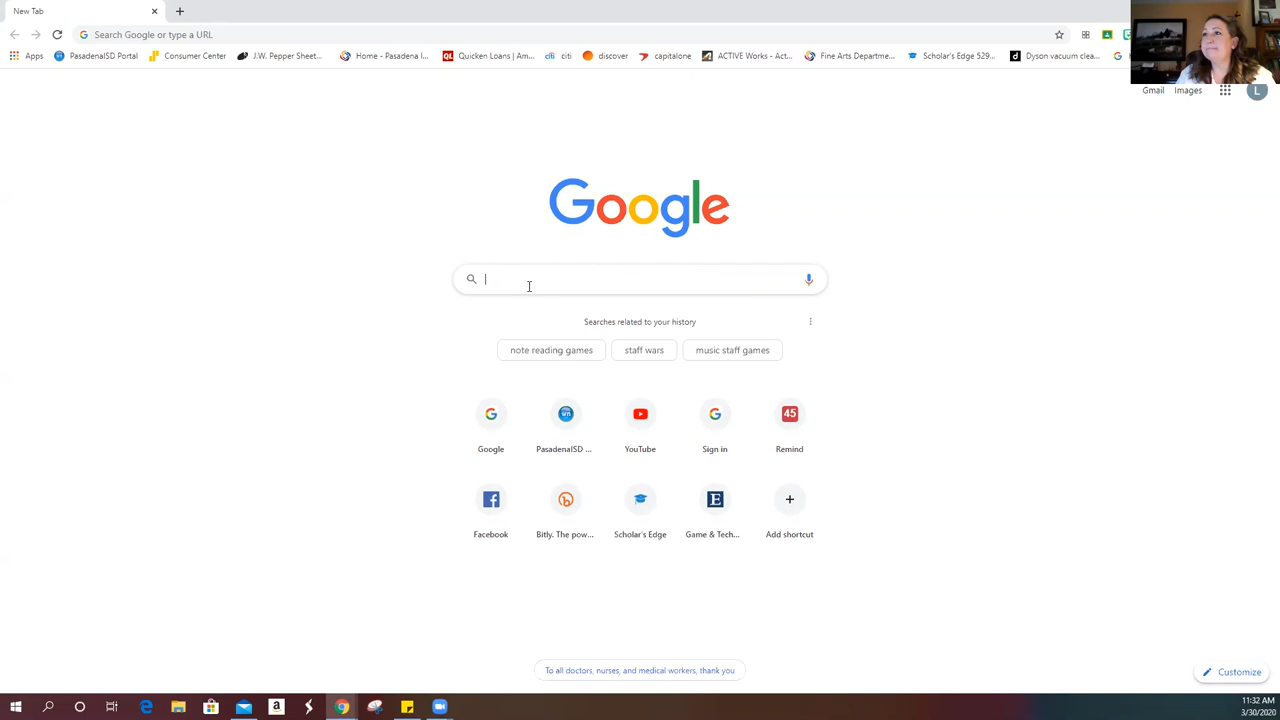 New Tab
Search Google or type a URL
Apps PasadenaISD Portal Consumer Center J.W. Pepper Sheet... Home - Pasadena I... Quicken Loans | Am... citi citi discover capitalone ACTIVE Works - Act... Fine Arts Departme... Scholar's Edge 529... Dyson vacuum clea...
Gmail Images L
Google
Searches related to your history
note reading games staff wars music staff games
45
Google PasadenaISD ... YouTube Sign in Remind
E
Facebook Bitly. The pow... Scholar's Edge Game & Tech... Add shortcut
To all doctors, nurses, and medical workers, thank you
Customize
11:32 AM
3/30/2020